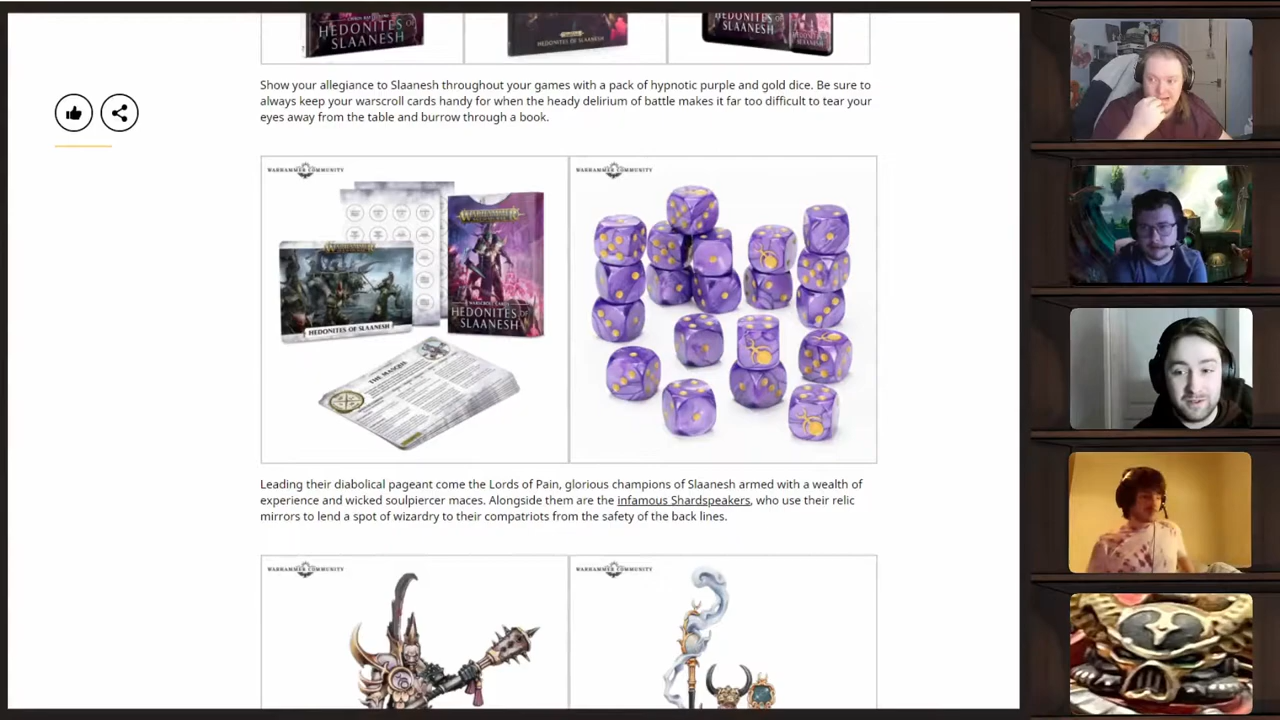 HEDONITES OF
SLAANESH
HEDONITES OF SLAANESH
HEDONITES OF
SLAANESH
Show your allegiance to Slaanesh throughout your games with a pack of hypnotic purple and gold dice. Be sure to
always keep your warscroll cards handy for when the heady delirium of battle makes it far too difficult to tear your
eyes away from the table and burrow through a book.
WARHAMMER COMMUNITY
WARHAMMER COMMUNITY
WARHAMMER
WARHAMMER
WARSCROLL CARDS
HEDONITES OF
SLAANESH
HEDONITES OF SLAANESH
THE MASQUE
Leading their diabolical pageant come the Lords of Pain, glorious champions of Slaanesh armed with a wealth of
experience and wicked soulpiercer maces. Alongside them are the infamous Shardspeakers, who use their relic
mirrors to lend a spot of wizardry to their compatriots from the safety of the back lines.
WARHAMMER COMMUNITY
WARHAMMER COMMUNITY